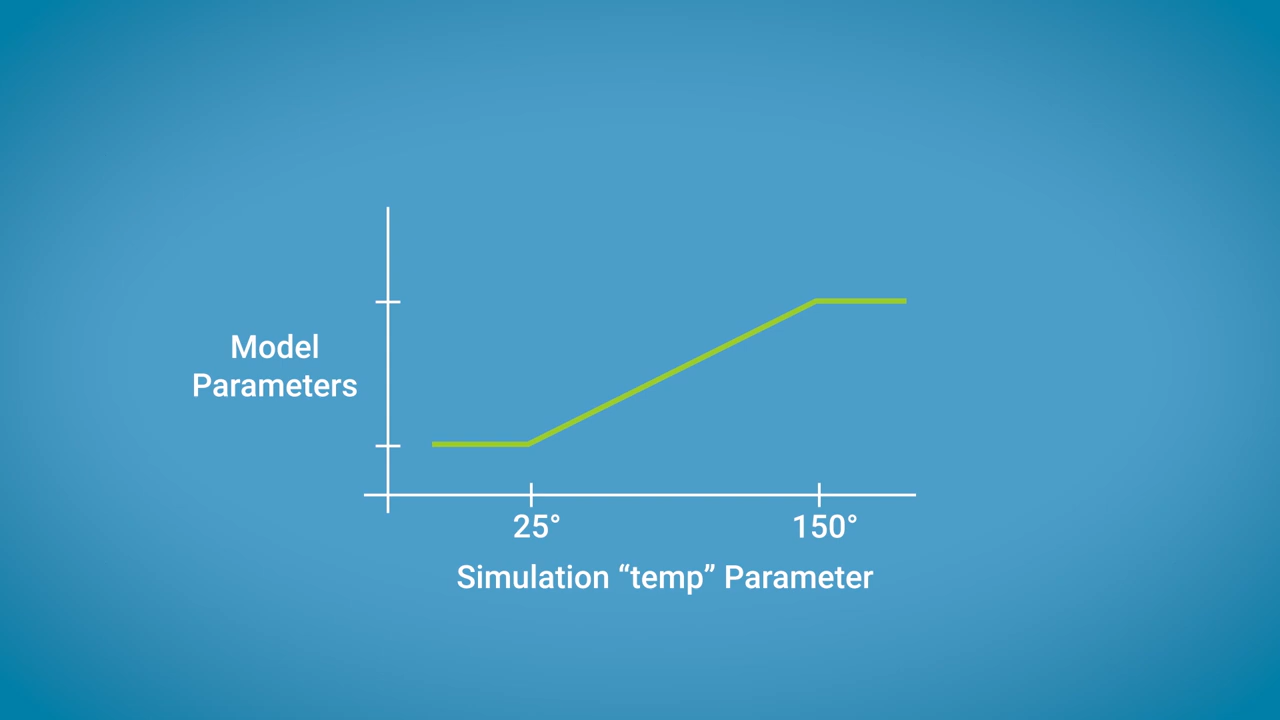 Model
Parameters
25°
150°
Simulation “temp” Parameter